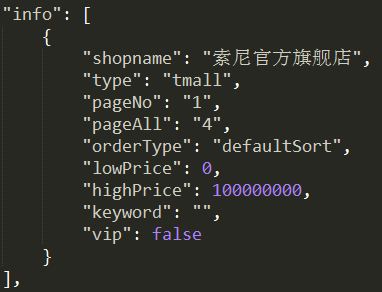 "info": [
{
"shopname": "索尼官方旗舰店",
"type": "tmall",
"pageNo": "1",
"pageAll": "4",
"orderType": "defaultSort",
"lowPrice": 0,
"highPrice": 100000000,
"keyword": "",
"vip": false
}
],